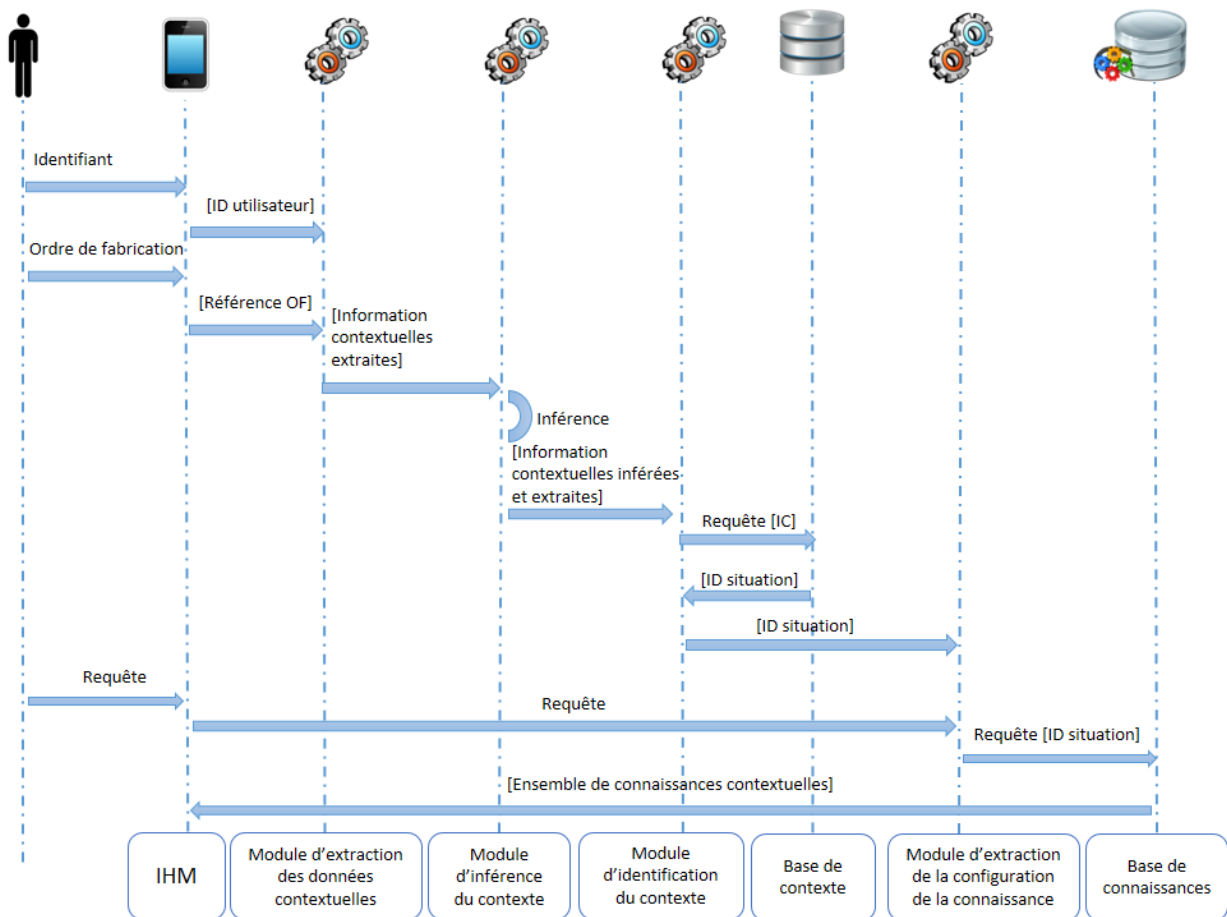 Identifiant
[ID utilisateur]
Ordre de fabrication
[Référence OF]
[Information
contextuelles
extraites]
Inférence
[Information
contextuelles inférées
et extraites]
Requête [IC]
[ID situation]
[ID situation]
Requête
Requête
Requête [ID situation]
[Ensemble de connaissances contextuelles]
IHM
Module d’extraction
des données
contextuelles
Module
d’inférence
du contexte
Module
d’identification
du contexte
Base de
contexte
Module d’extraction
de la configuration
de la connaissance
Base de
connaissances